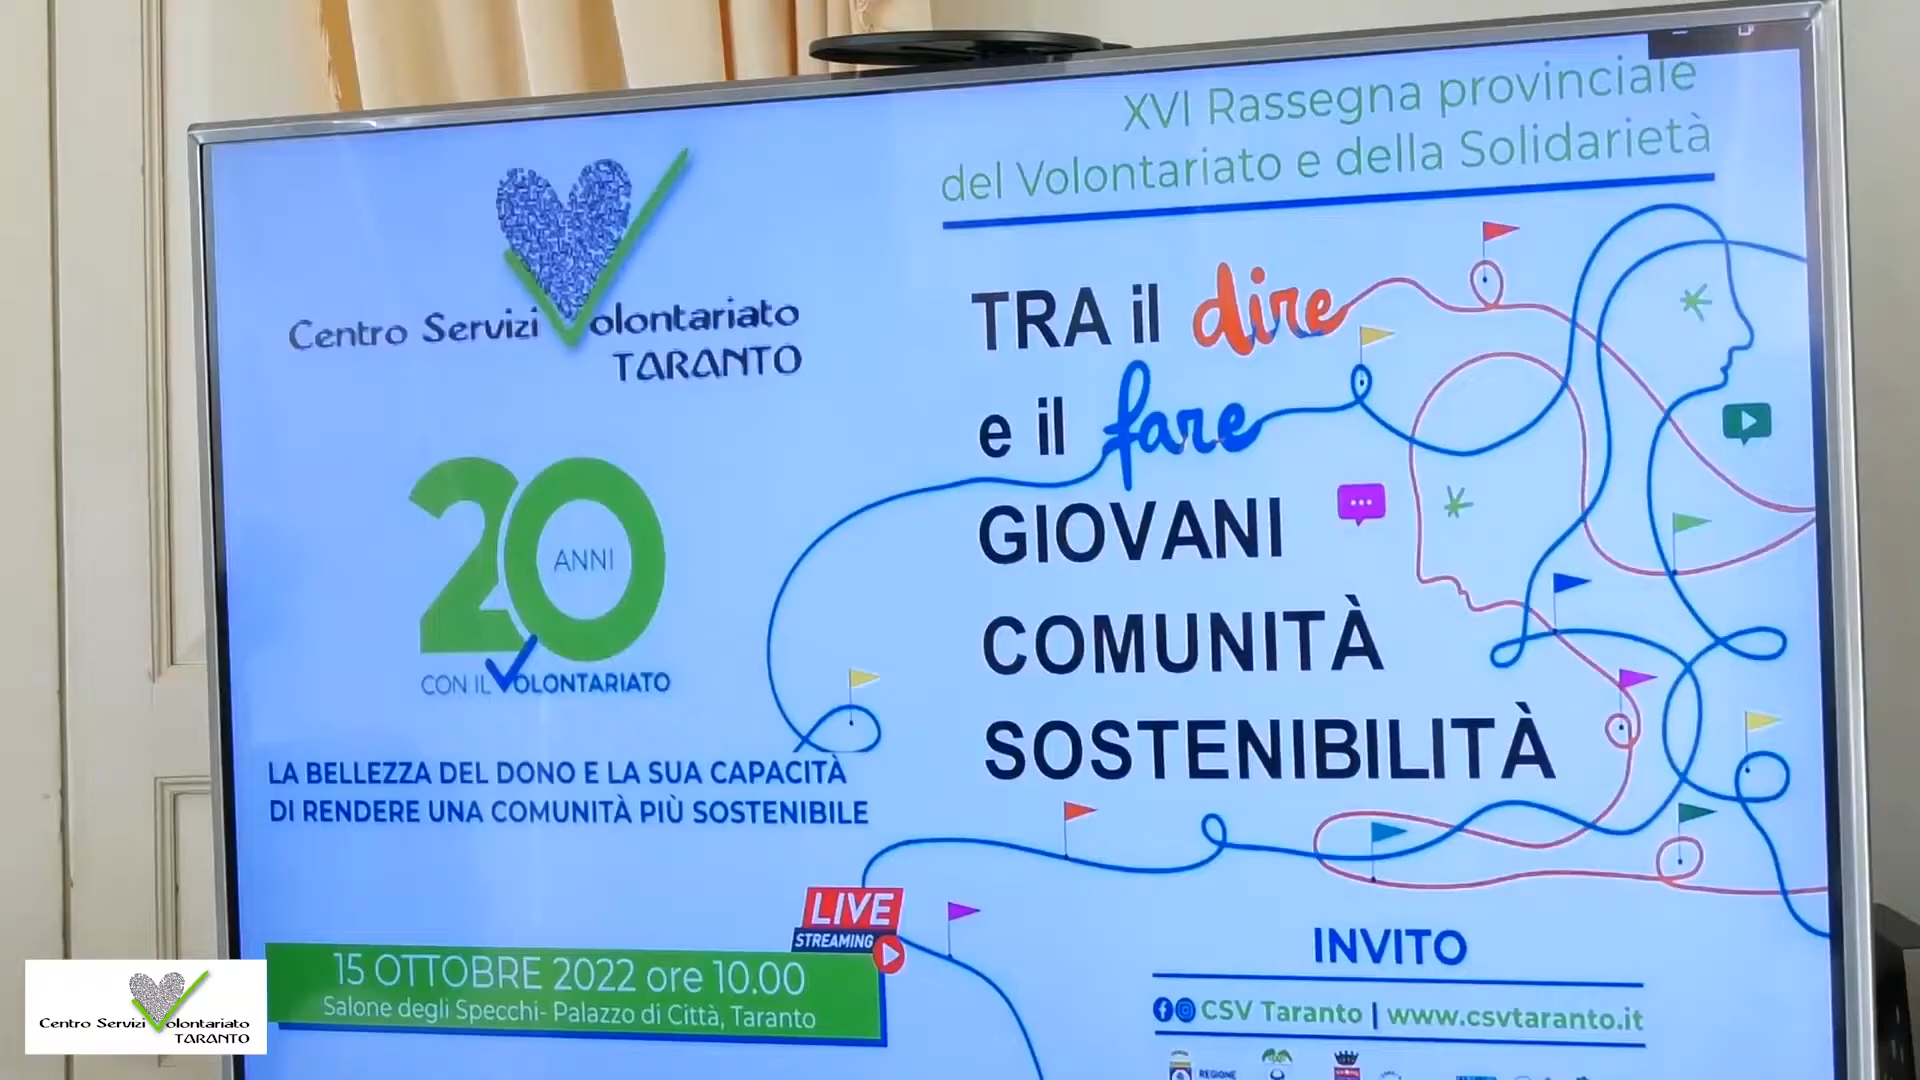 XVI Rassegna provinciale
del Volontariato e della Solidarietà
Centro Servizi Volontariato
TARANTO
TRA il dire
e il fare
GIOVANI
COMUNITÀ
SOSTENIBILITÀ
20
ANNI
CON IL VOLONTARIATO
LA BELLEZZA DEL DONO E LA SUA CAPACITÀ
DI RENDERE UNA COMUNITÀ PIÙ SOSTENIBILE
LIVE
STREAMING
15 OTTOBRE 2022 ore 10.00
Salone degli Specchi- Palazzo di Città, Taranto
INVITO
CSV Taranto | www.csvtaranto.it
REGIONE
Centro Servizi Volontariato
TARANTO